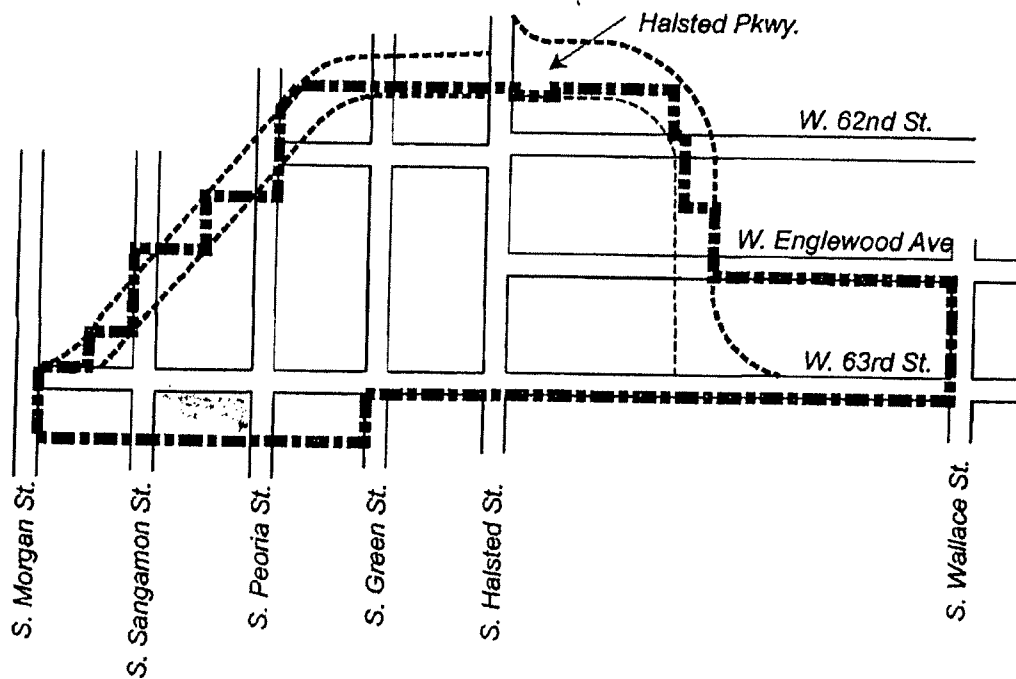 Halsted Pkwy.
W. 62nd St.
W. Englewood Ave
W. 63rd St.
S. Morgan St.
S. Sangamon St.
S. Peoria St.
S. Green St.
S. Halsted St.
S. Wallace St.